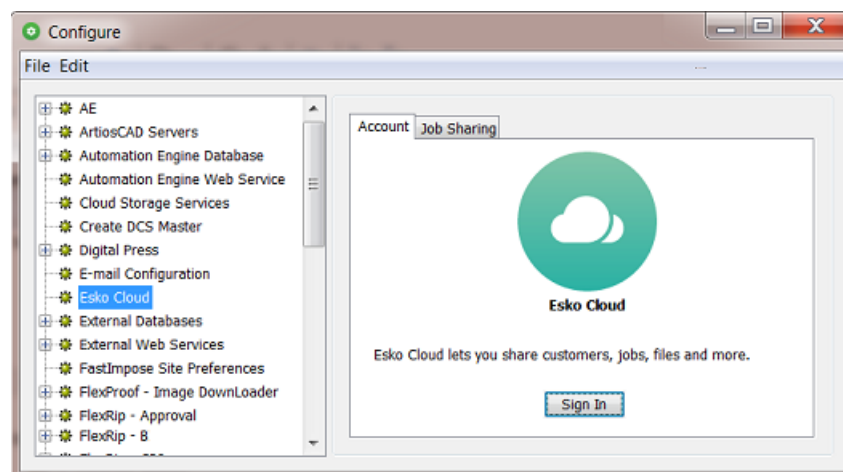 Configure
File Edit
AE
ArtiosCAD Servers
Automation Engine Database
Automation Engine Web Service
Cloud Storage Services
Create DCS Master
Digital Press
E-mail Configuration
Esko Cloud
External Databases
External Web Services
FastImpose Site Preferences
FlexProof - Image DownLoader
FlexRip - Approval
FlexRip - B
Account Job Sharing
Esko Cloud
Esko Cloud lets you share customers, jobs, files and more.
Sign In